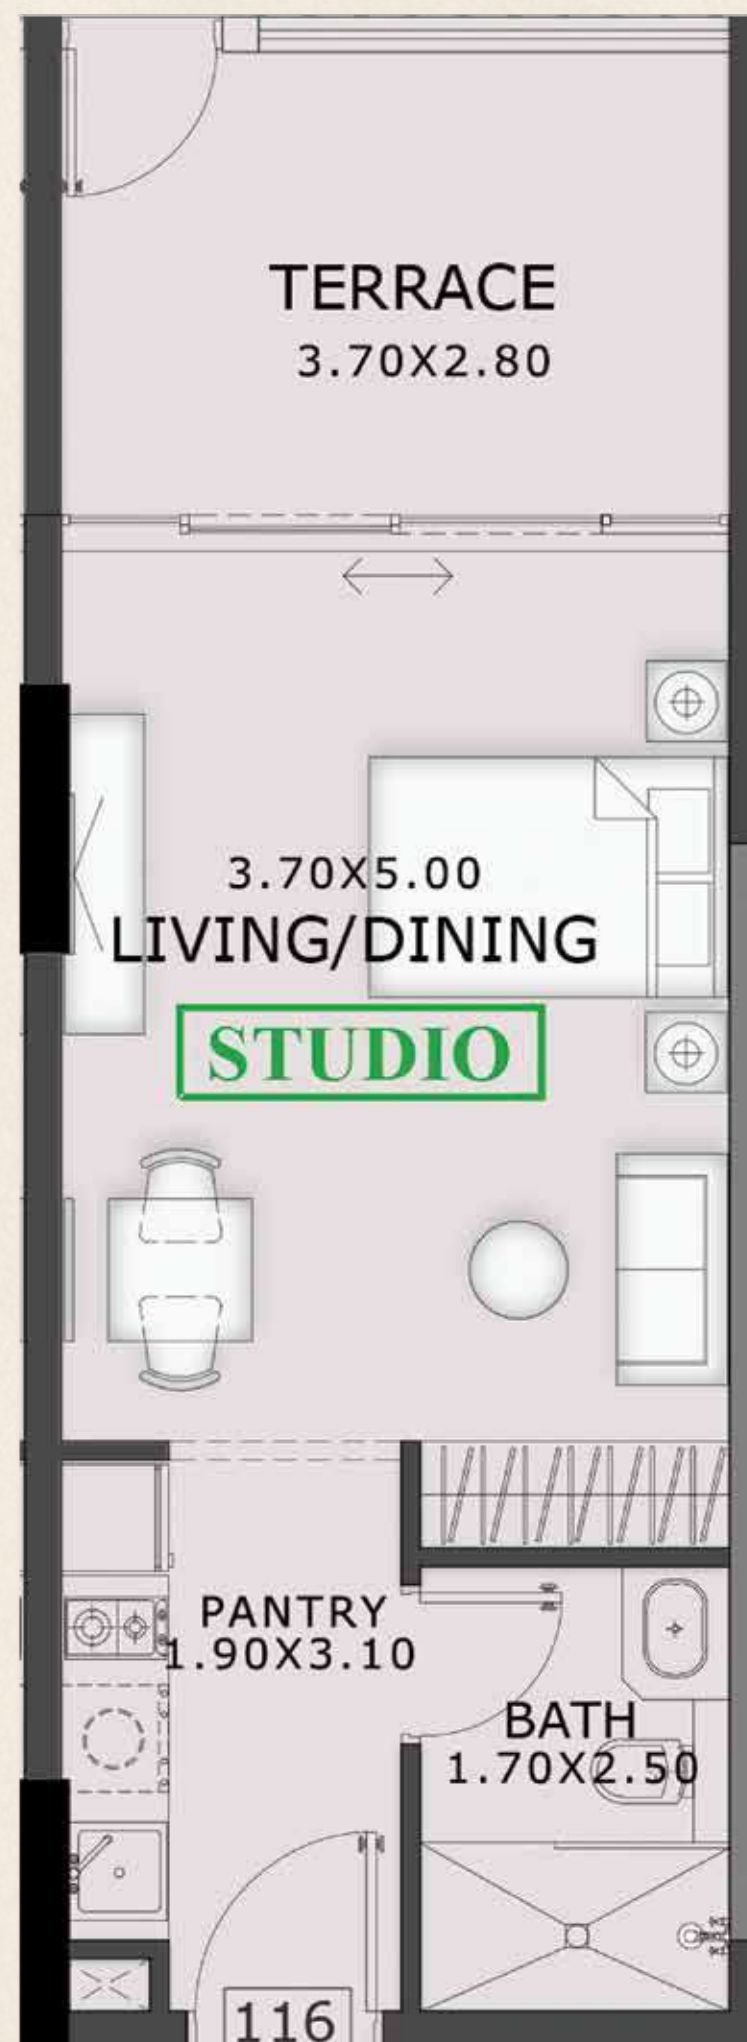 TERRACE
3.70X2.80
3.70X5.00
LIVING/DINING
STUDIO
PANTRY
1.90X3.10
BATH
1.70X2.50
116